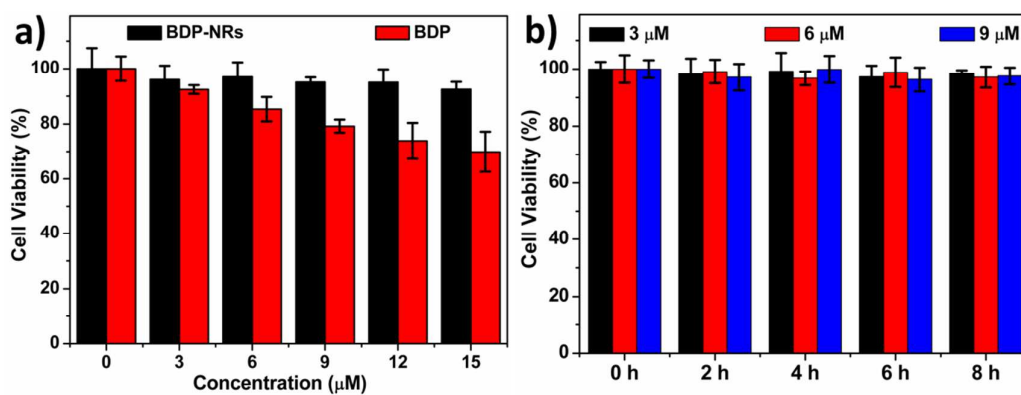 a)
BDP-NRs BDP
Cell Viability (%)
100
80
60
40
20
0
0 3 6 9 12 15
Concentration (μM)
b)
3 μM 6 μM 9 μM
Cell Viability (%)
100
80
60
40
20
0
0 h 2 h 4 h 6 h 8 h